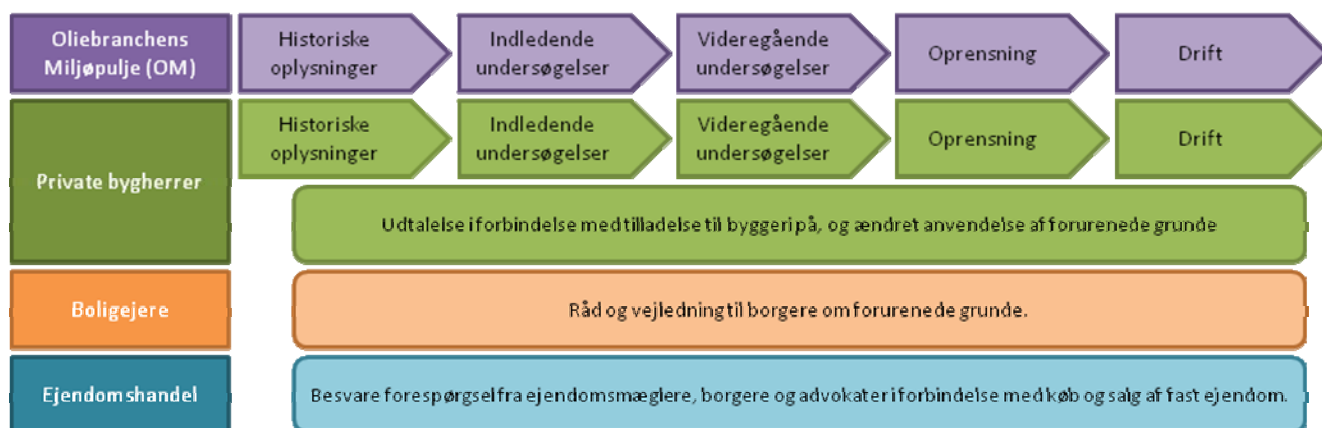 Oliebranchens
Miljøpulje (OM)
Historiske
oplysninger
Indledende
undersøgelser
Videregående
undersøgelser
Oprensning
Drift
Private bygherrer
Historiske
oplysninger
Indledende
undersøgelser
Videregående
undersøgelser
Oprensning
Drift
Udtalelse i forbindelse med tilladelse til byggeri på, og ændret anvendelse af forurenede grunde
Boligejere
Råd og vejledning til borgere om forurenede grunde.
Ejendomshandel
Besvare forespørgsel fra ejendomsmæglere, borgere og advokater i forbindelse med køb og salg af fast ejendom.